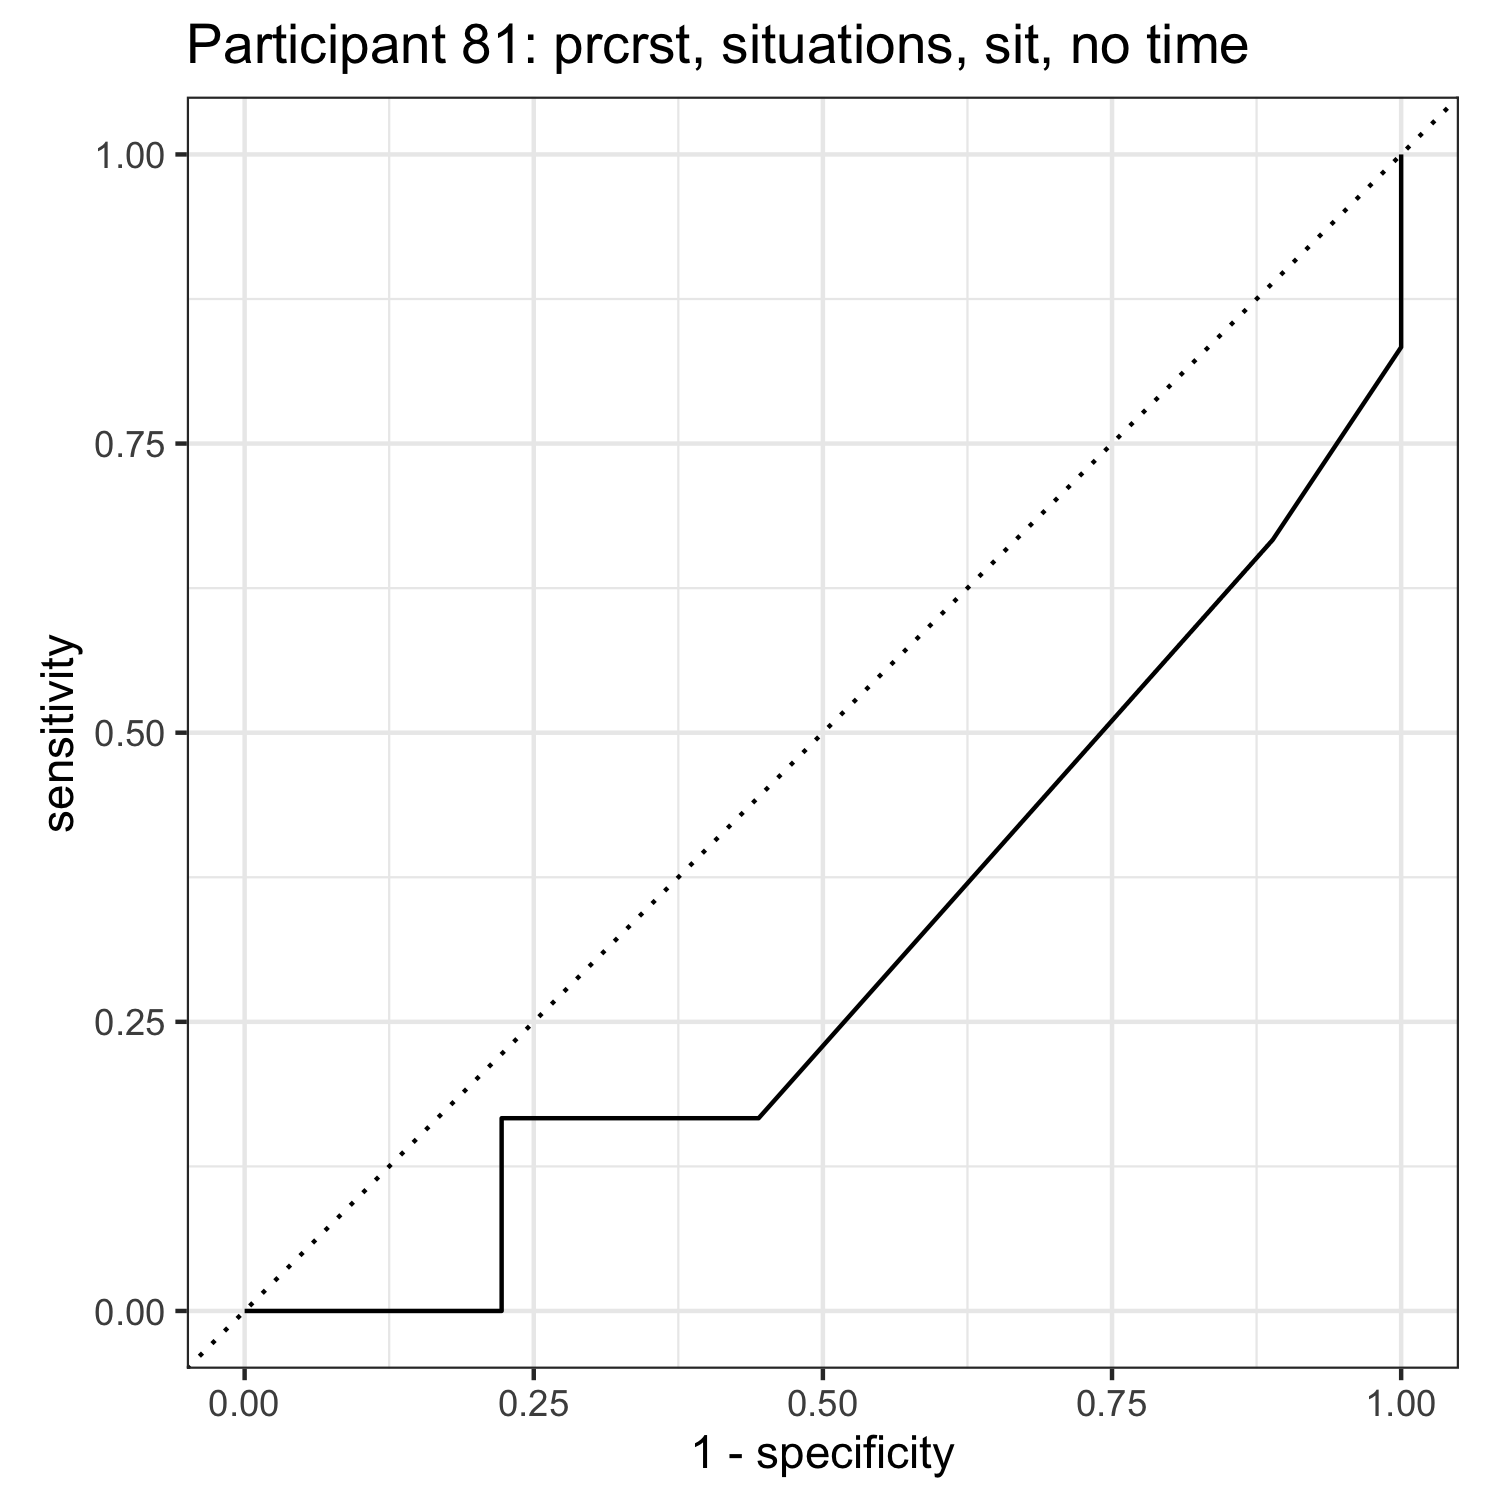 Participant 81: prcrst, situations, sit, no time
1.00
0.75
0.50
0.25
0.00
sensitivity
0.00 0.25 0.50 0.75 1.00
1 - specificity